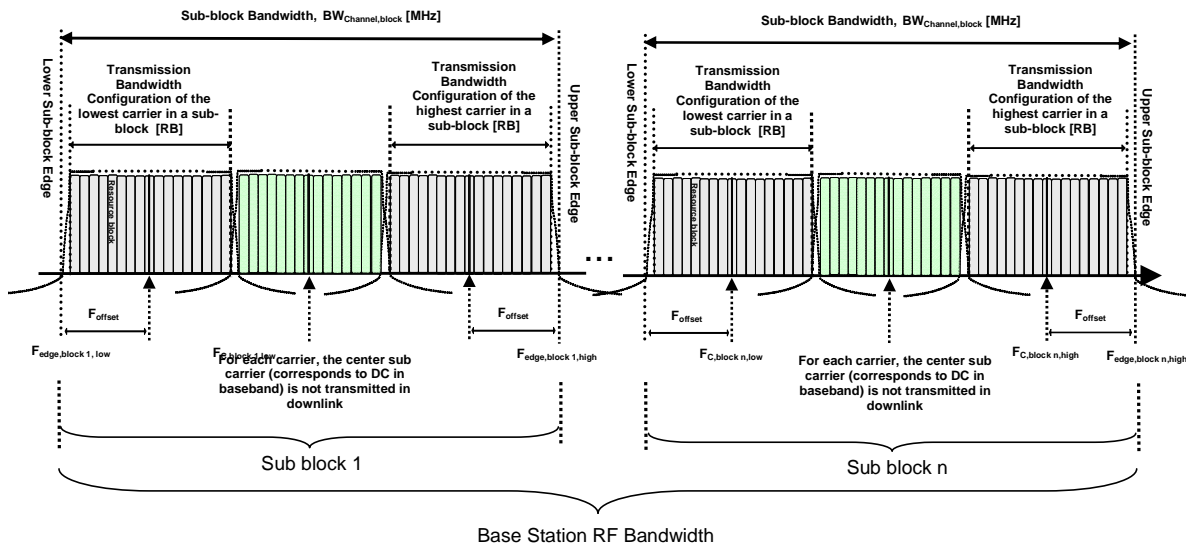 Sub-block Bandwidth, BWChannel,block [MHz]
Lower Sub-block Edge
Transmission
Bandwidth
Configuration of the
lowest carrier in a sub-
block [RB]
Transmission
Bandwidth
Configuration of the
highest carrier in a
sub-block [RB]
Upper Sub-block Edge
Resource block
Foffset
Foffset
Fedge,block 1, low
FC,block 1,low
Fedge,block 1,high
For each carrier, the center sub
carrier (corresponds to DC in
baseband) is not transmitted in
downlink
Sub block 1
...
Sub-block Bandwidth, BWChannel,block [MHz]
Lower Sub-block Edge
Transmission
Bandwidth
Configuration of the
lowest carrier in a
sub-block [RB]
Transmission
Bandwidth
Configuration of the
highest carrier in a
sub-block [RB]
Upper Sub-block Edge
Resource block
Foffset
Foffset
FC,block n,low
FC,block n,high
Fedge,block n,high
For each carrier, the center sub
carrier (corresponds to DC in
baseband) is not transmitted in
downlink
Sub block n
Base Station RF Bandwidth